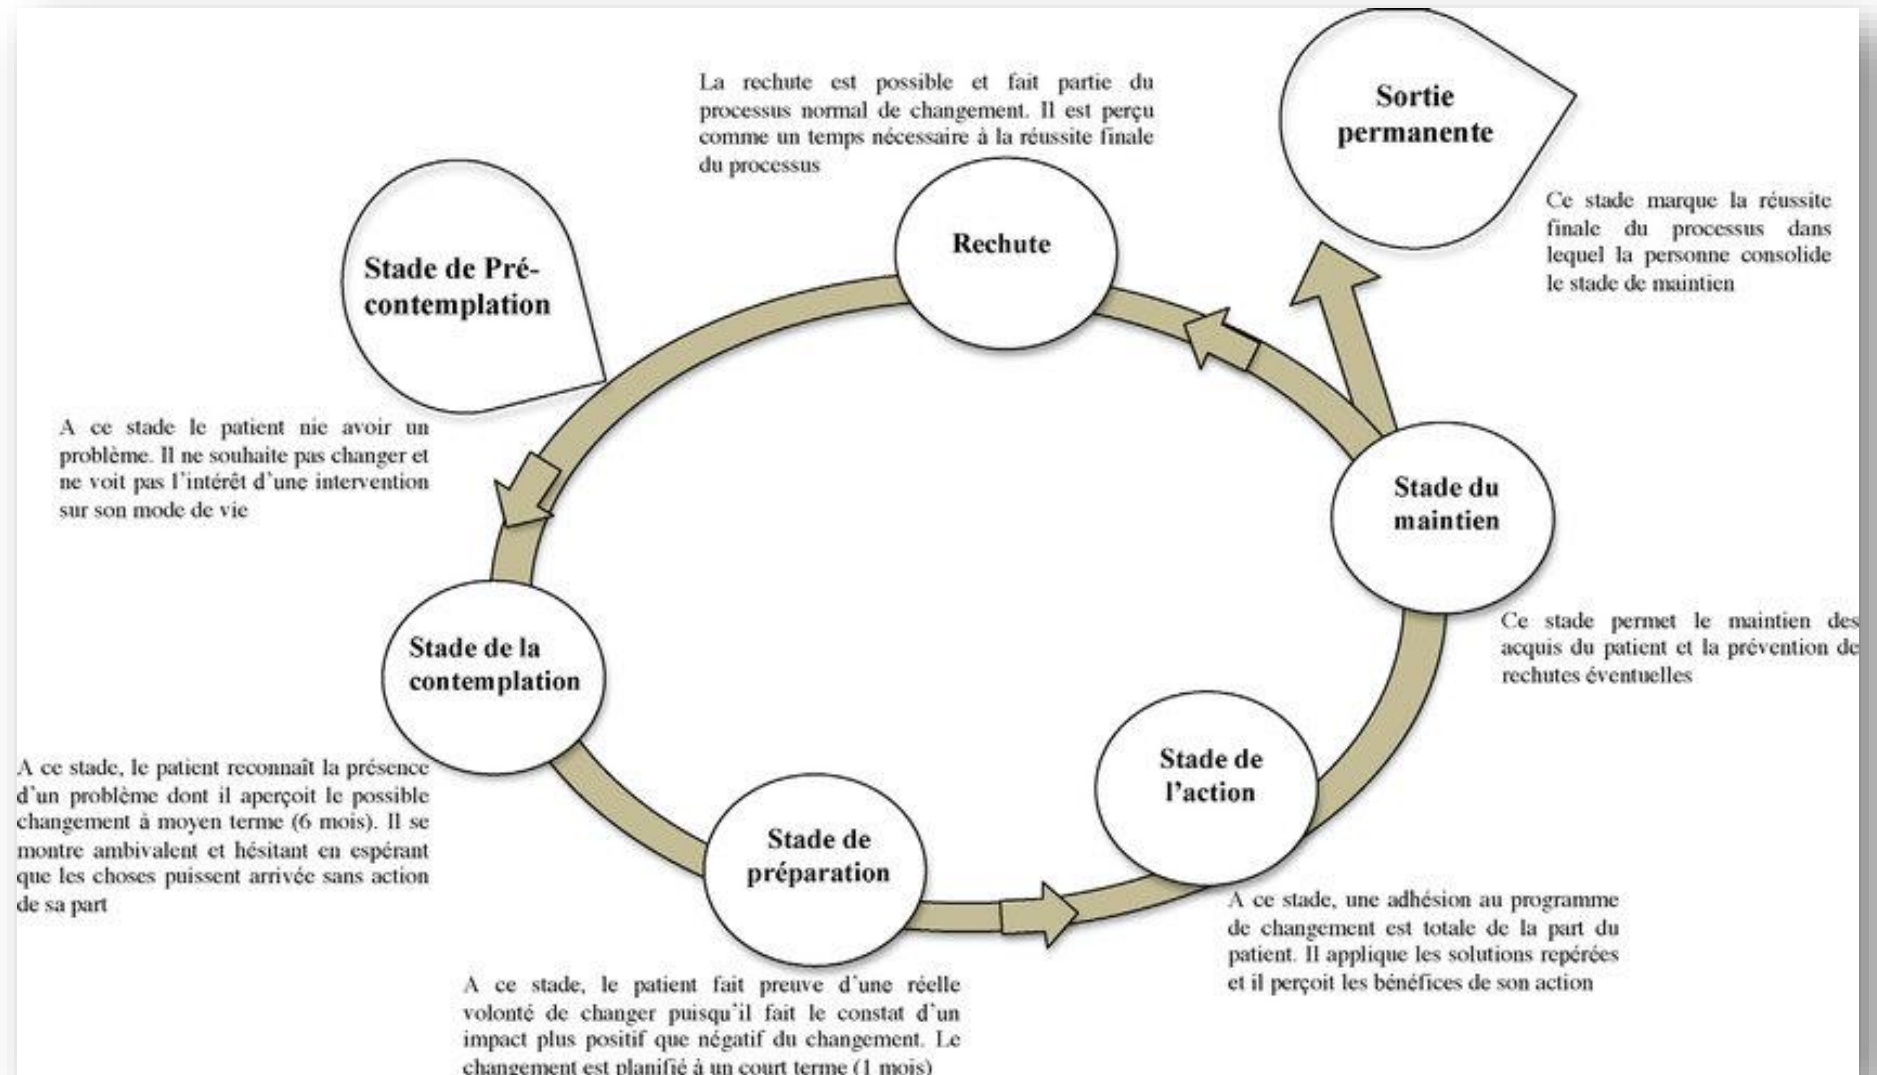 La rechute est possible et fait partie du
processus normal de changement. Il est perçu
comme un temps nécessaire à la réussite finale
du processus
Sortie
permanente
Ce stade marque la réussite
finale du processus dans
lequel la personne consolide
le stade de maintien
Rechute
Stade de Pré-
contemplation
A ce stade le patient nie avoir un
problème. Il ne souhaite pas changer et
ne voit pas l'intérêt d'une intervention
sur son mode de vie
Stade du
maintien
Ce stade permet le maintien des
acquis du patient et la prévention de
rechutes éventuelles
Stade de la
contemplation
A ce stade, le patient reconnaît la présence
d'un problème dont il aperçoit le possible
changement à moyen terme (6 mois). Il se
montre ambivalent et hésitant en espérant
que les choses puissent arrivée sans action
de sa part
Stade de
préparation
A ce stade, le patient fait preuve d'une réelle
volonté de changer puisqu'il fait le constat d'un
impact plus positif que négatif du changement. Le
changement est planifié à un court terme (1 mois)
Stade de
l'action
A ce stade, une adhésion au programme
de changement est totale de la part du
patient. Il applique les solutions repérées
et il perçoit les bénéfices de son action